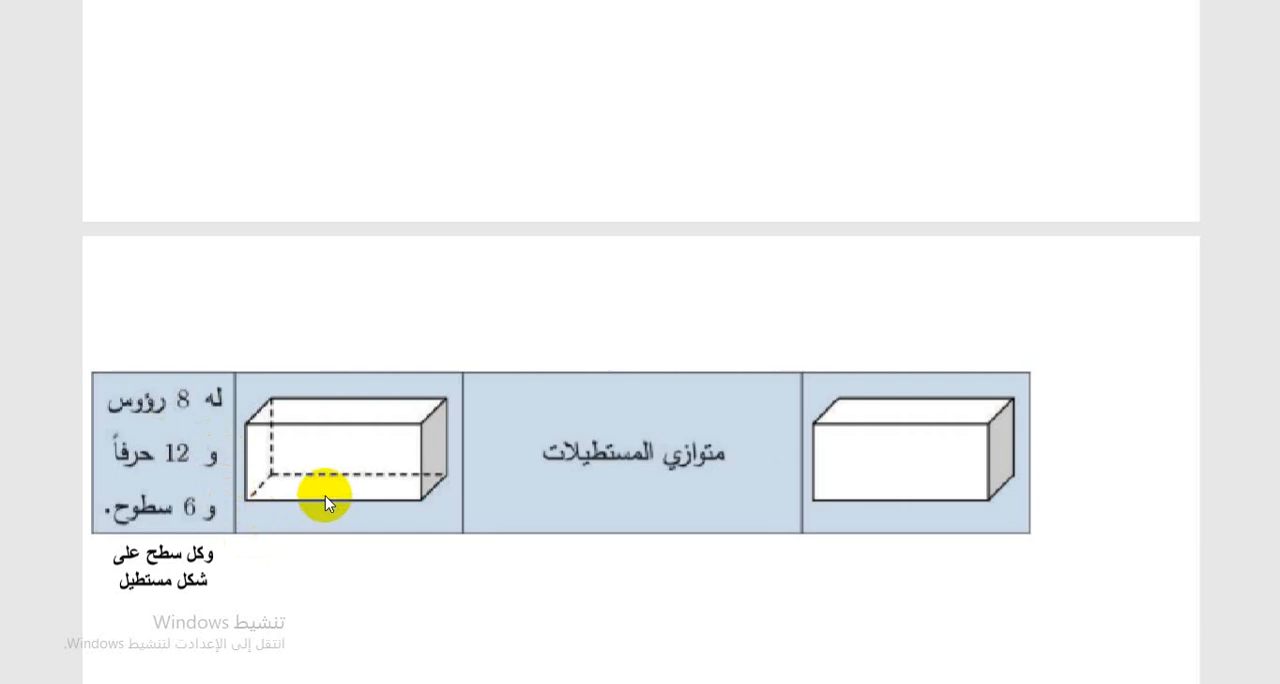 متوازي المستطيلات
له 8 رؤوس
و 12 حرفاً
و 6 سطوح.
وكل سطح على
شكل مستطيل
تنشيط Windows
انتقل إلى الإعدادت لتنشيط Windows.